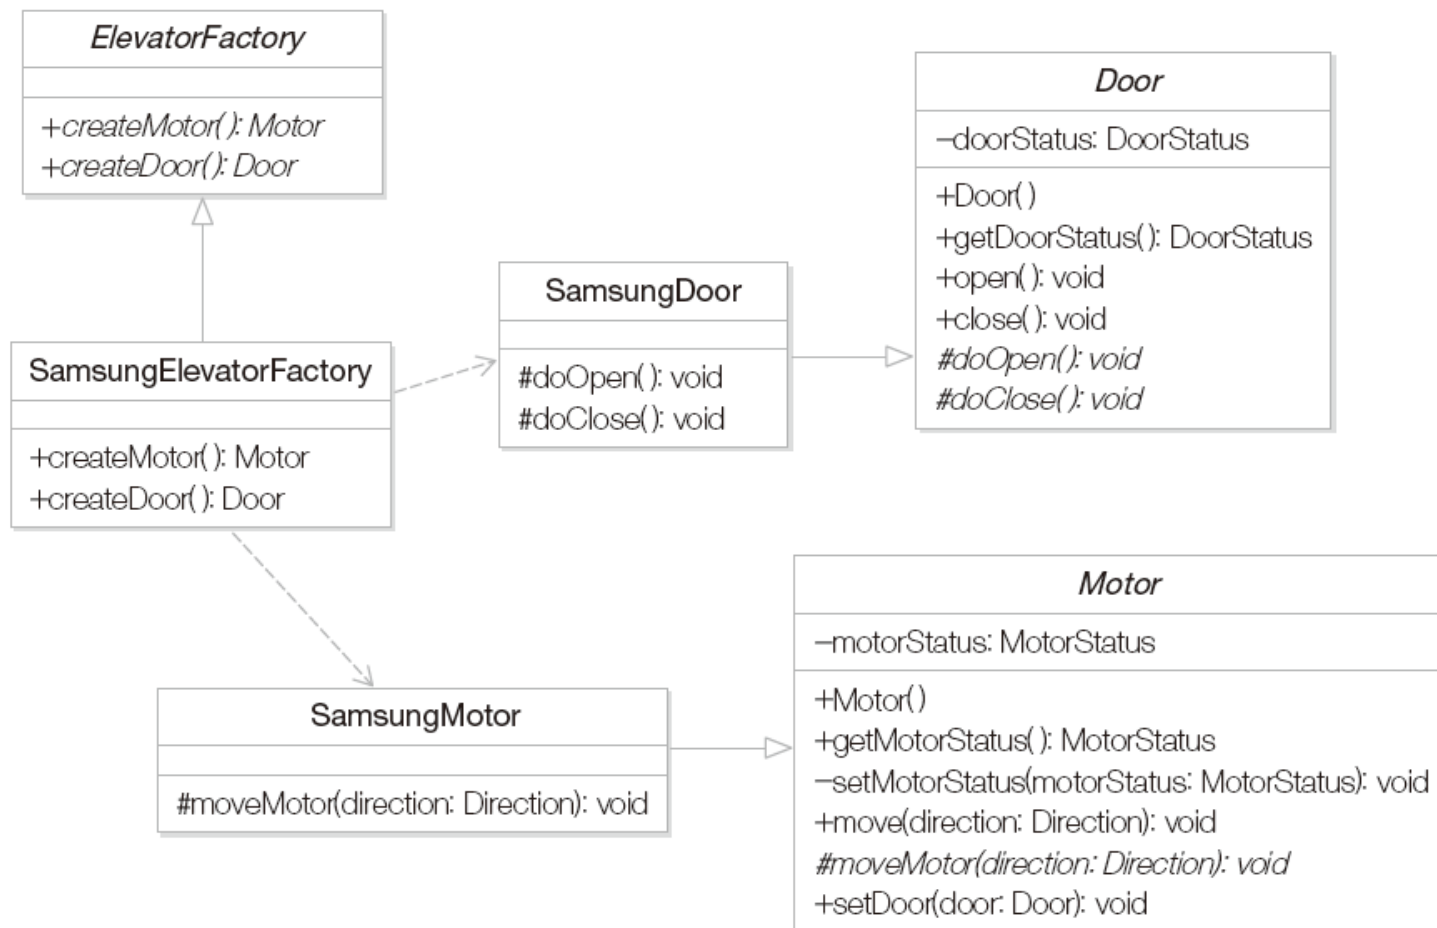 ElevatorFactory
+createMotor(): Motor
+createDoor(): Door
Door
−doorStatus: DoorStatus
+Door()
+getDoorStatus(): DoorStatus
+open(): void
+close(): void
#doOpen(): void
#doClose(): void
SamsungDoor
#doOpen(): void
#doClose(): void
SamsungElevatorFactory
+createMotor(): Motor
+createDoor(): Door
Motor
−motorStatus: MotorStatus
+Motor()
+getMotorStatus(): MotorStatus
−setMotorStatus(motorStatus: MotorStatus): void
+move(direction: Direction): void
#moveMotor(direction: Direction): void
+setDoor(door: Door): void
SamsungMotor
#moveMotor(direction: Direction): void